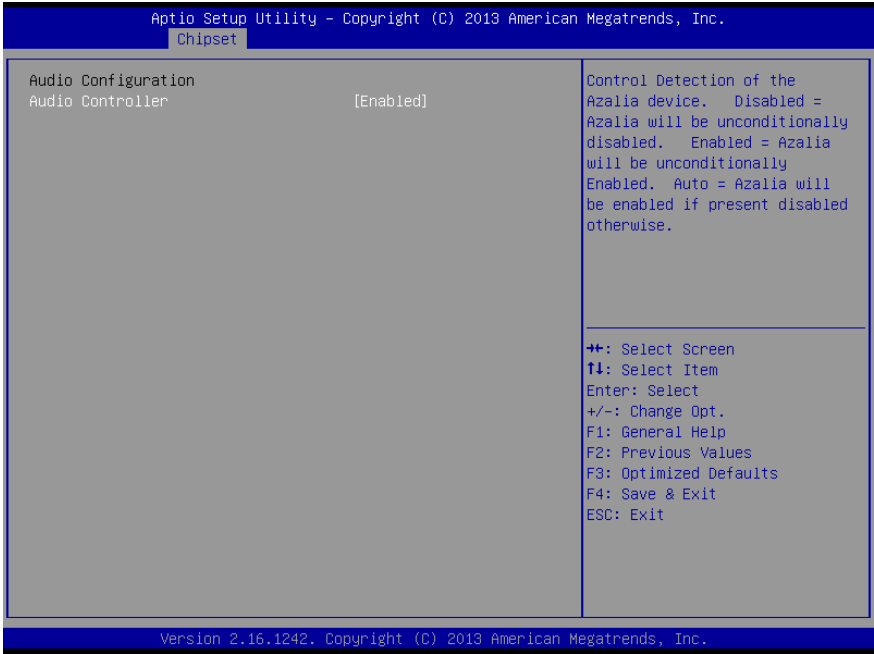 Aptio Setup Utility – Copyright (C) 2013 American Megatrends, Inc.
Chipset
Audio Configuration
Audio Controller [Enabled]
Control Detection of the
Azalia device. Disabled =
Azalia will be unconditionally
disabled. Enabled = Azalia
will be unconditionally
Enabled. Auto = Azalia will
be enabled if present disabled
otherwise.
→←: Select Screen
↑↓: Select Item
Enter: Select
+/-: Change Opt.
F1: General Help
F2: Previous Values
F3: Optimized Defaults
F4: Save & Exit
ESC: Exit
Version 2.16.1242. Copyright (C) 2013 American Megatrends, Inc.